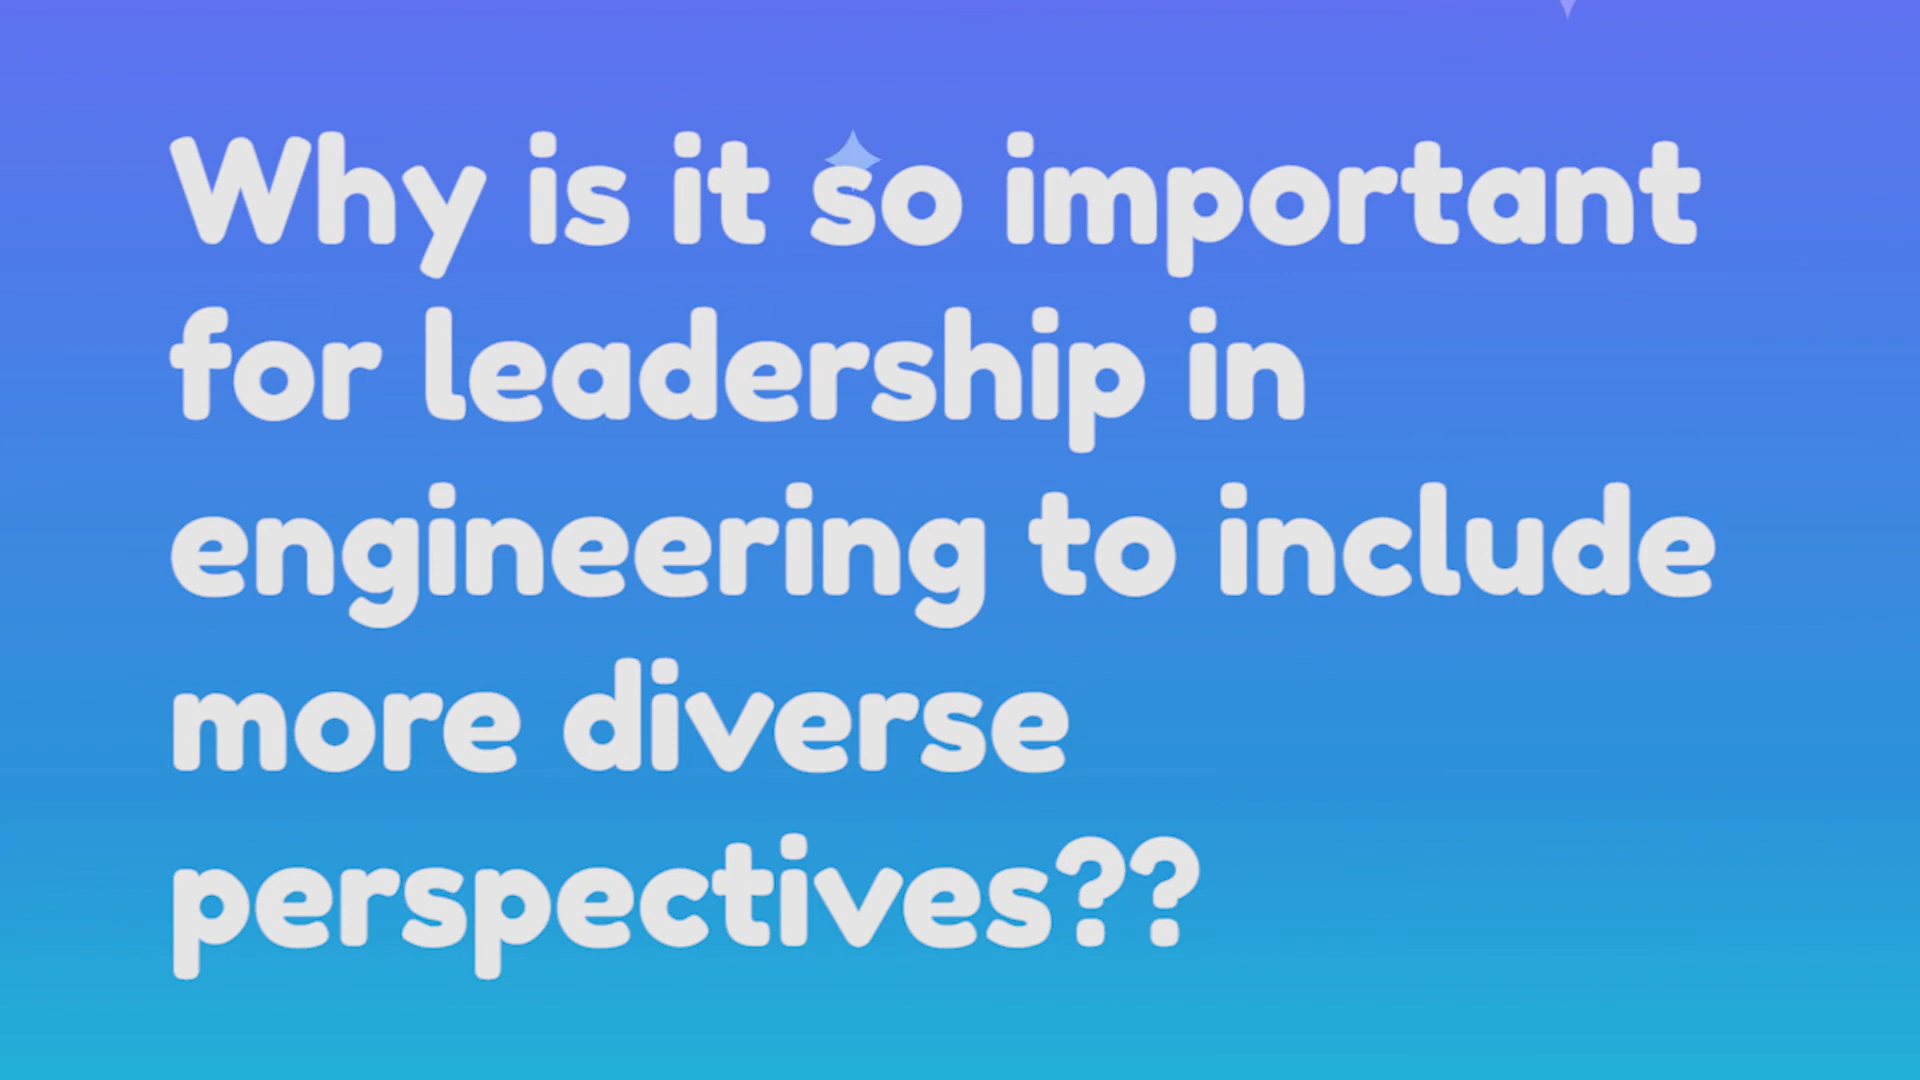 Why is it so important
for leadership in
engineering to include
more diverse
perspectives??